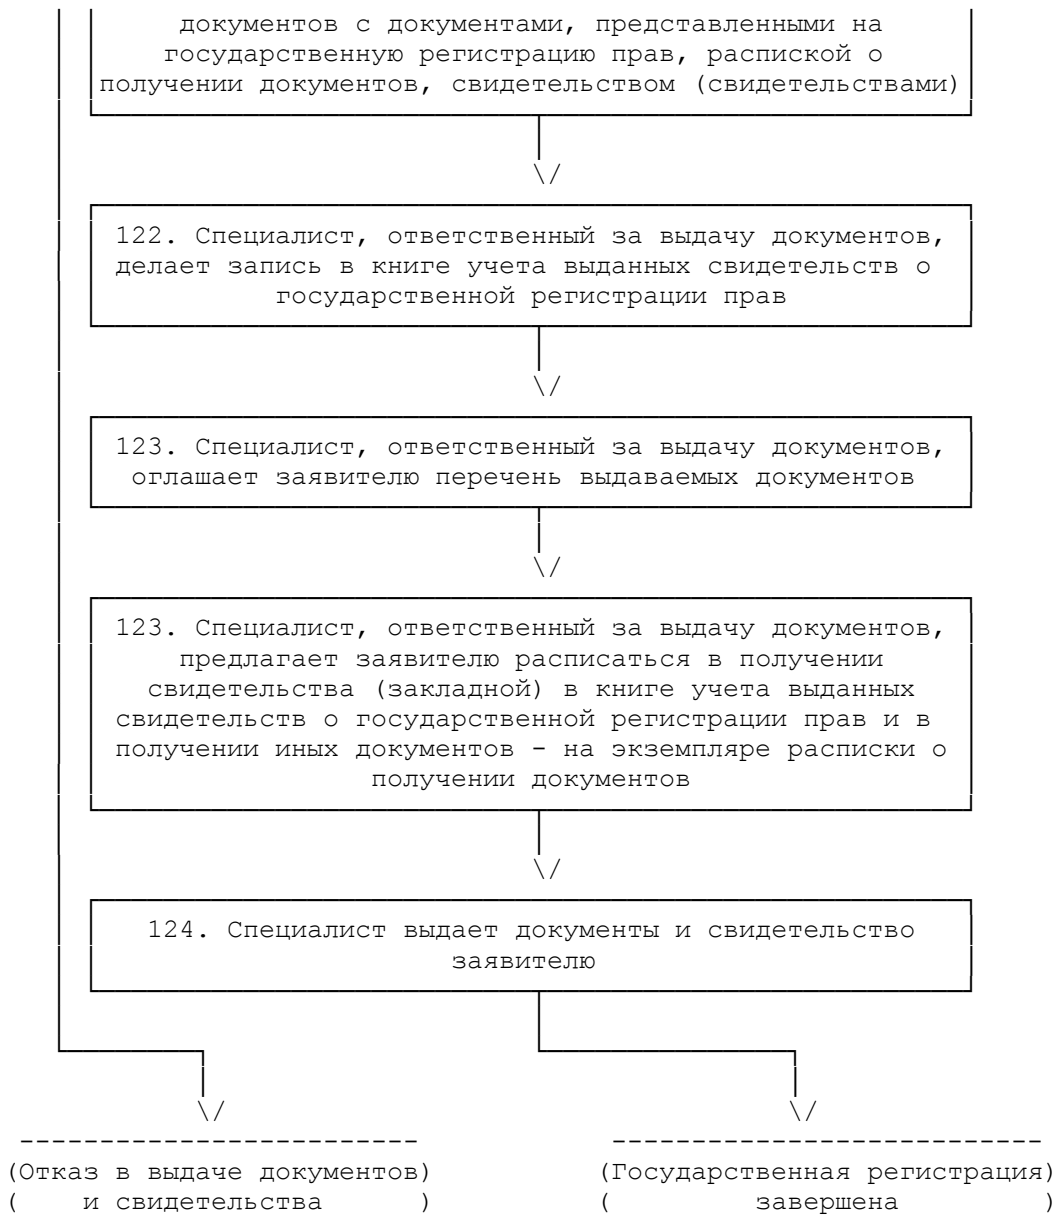 документов с документами, представленными на
государственную регистрацию прав, распиской о
получении документов, свидетельством (свидетельствами)
122. Специалист, ответственный за выдачу документов,
делает запись в книге учета выданных свидетельств о
государственной регистрации прав
123. Специалист, ответственный за выдачу документов,
оглашает заявителю перечень выдаваемых документов
123. Специалист, ответственный за выдачу документов,
предлагает заявителю расписаться в получении
свидетельства (закладной) в книге учета выданных
свидетельств о государственной регистрации прав и в
получении иных документов - на экземпляре расписки о
получении документов
124. Специалист выдает документы и свидетельство
заявителю
(Отказ в выдаче документов) (Государственная регистрация)
( и свидетельства ) ( завершена )